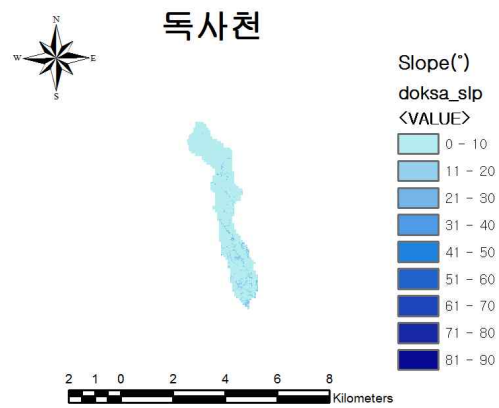 독사천
N
W
E
S
Slope(°)
doksa_slp
<VALUE>
0 - 10
11 - 20
21 - 30
31 - 40
41 - 50
51 - 60
61 - 70
71 - 80
81 - 90
2 1 0 2 4 6 8
Kilometers